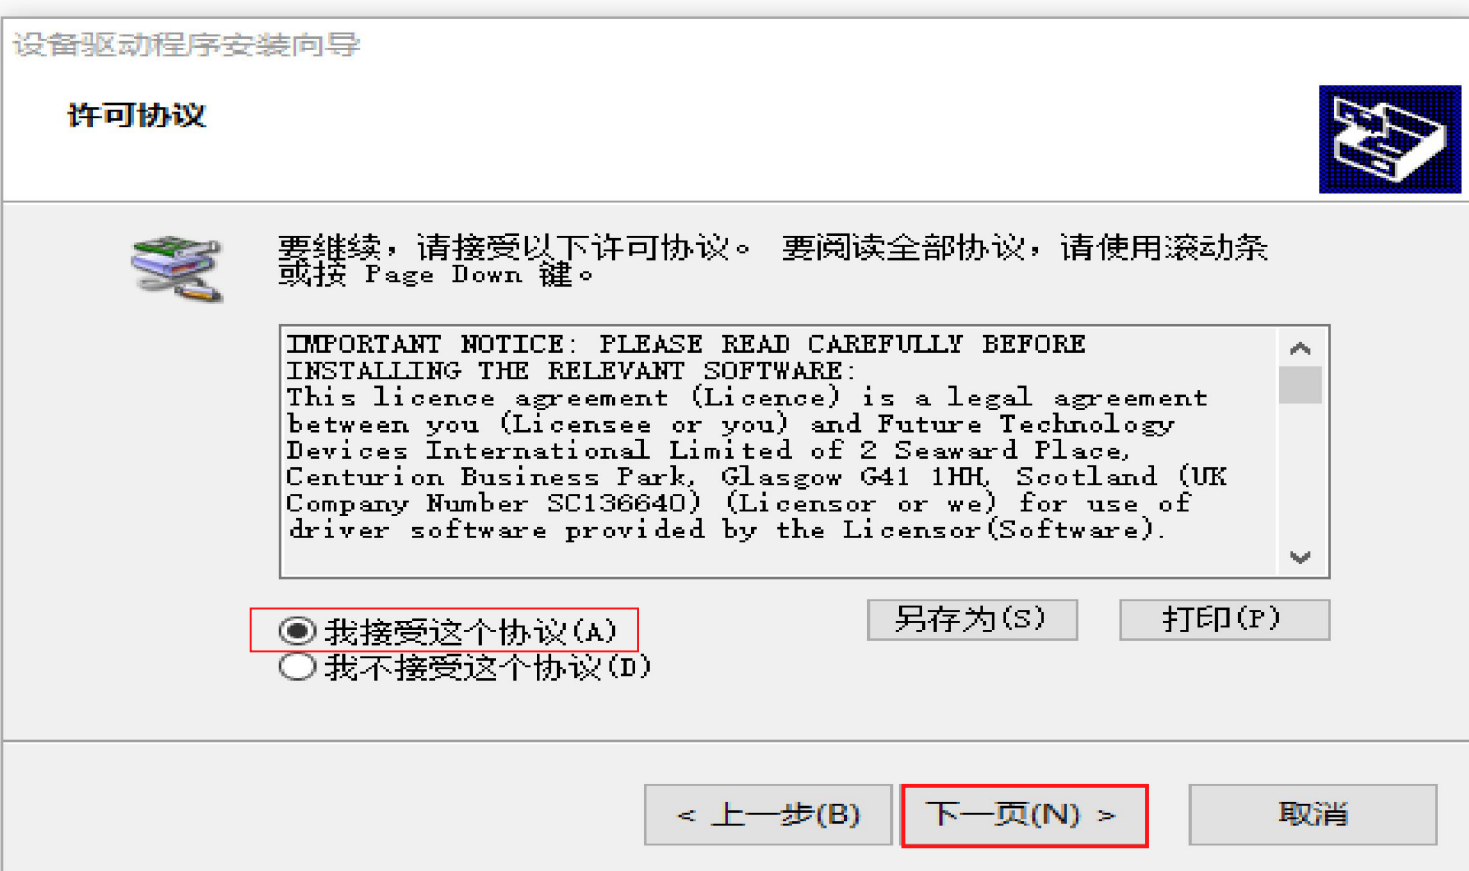 设备驱动程序安装向导
许可协议
要继续，请接受以下许可协议。 要阅读全部协议，请使用滚动条
或按 Page Down 键。
IMPORTANT NOTICE: PLEASE READ CAREFULLY BEFORE
INSTALLING THE RELEVANT SOFTWARE:
This licence agreement (Licence) is a legal agreement
between you (Licensee or you) and Future Technology
Devices International Limited of 2 Seaward Place,
Centurion Business Park, Glasgow G41 1HH, Scotland (UK
Company Number SC136640) (Licensor or we) for use of
driver software provided by the Licensor(Software).
我接受这个协议(A)
另存为(S)
打印(P)
我不接受这个协议(D)
< 上一步(B)
下一页(N) >
取消